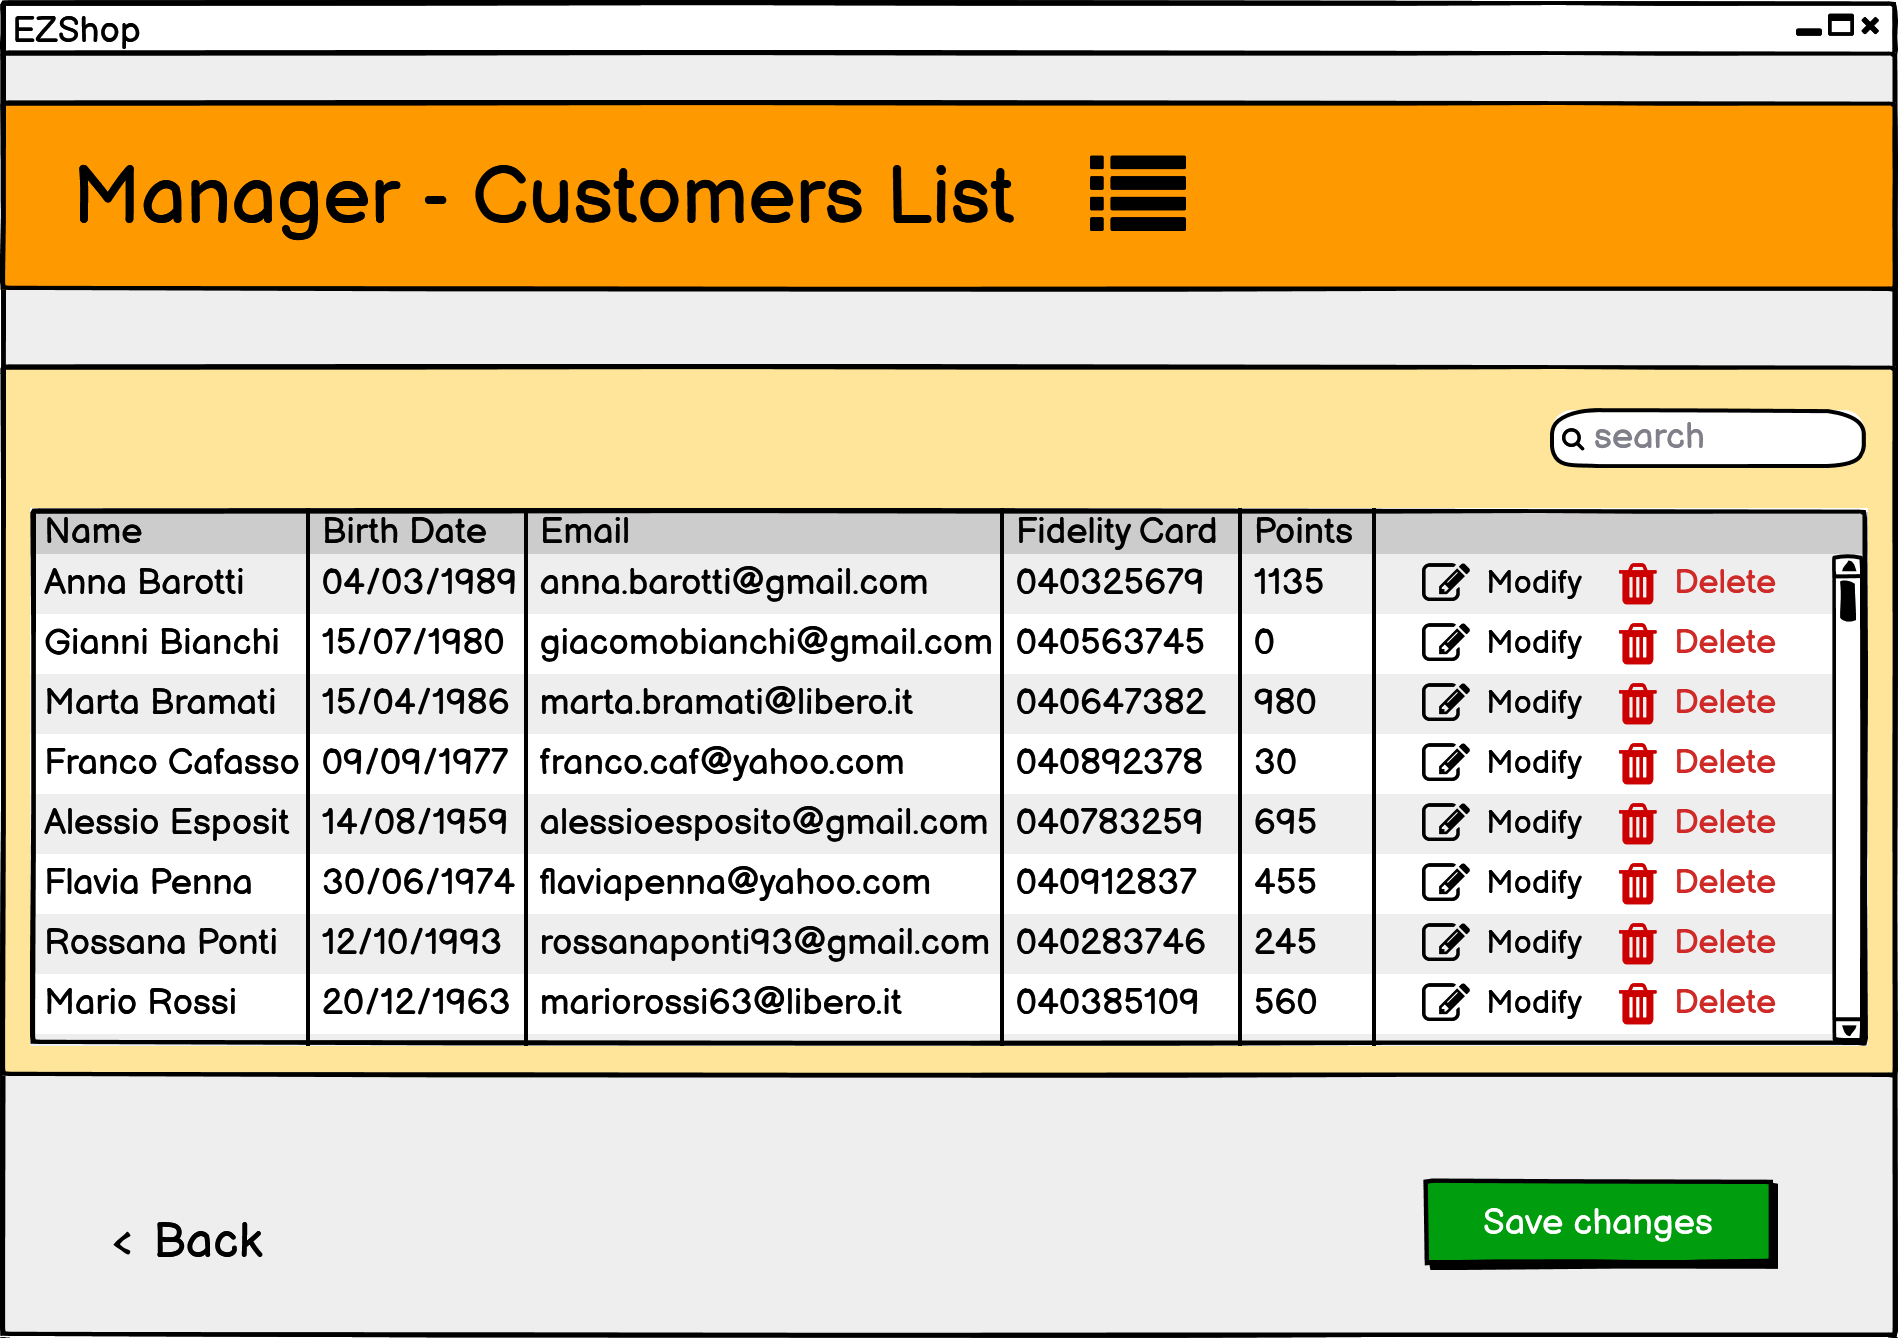 EZShop
Manager - Customers List
search
Name Birth Date Email Fidelity Card Points
Anna Barotti 04/03/1989 anna.barotti@gmail.com 040325679 1135 Modify Delete
Gianni Bianchi 15/07/1980 giacomobianchi@gmail.com 040563745 0 Modify Delete
Marta Bramati 15/04/1986 marta.bramati@libero.it 040647382 980 Modify Delete
Franco Cafasso 09/09/1977 franco.caf@yahoo.com 040892378 30 Modify Delete
Alessio Esposit 14/08/1959 alessioesposito@gmail.com 040783259 695 Modify Delete
Flavia Penna 30/06/1974 flaviapenna@yahoo.com 040912837 455 Modify Delete
Rossana Ponti 12/10/1993 rossanaponti93@gmail.com 040283746 245 Modify Delete
Mario Rossi 20/12/1963 mariorossi63@libero.it 040385109 560 Modify Delete
< Back
Save changes